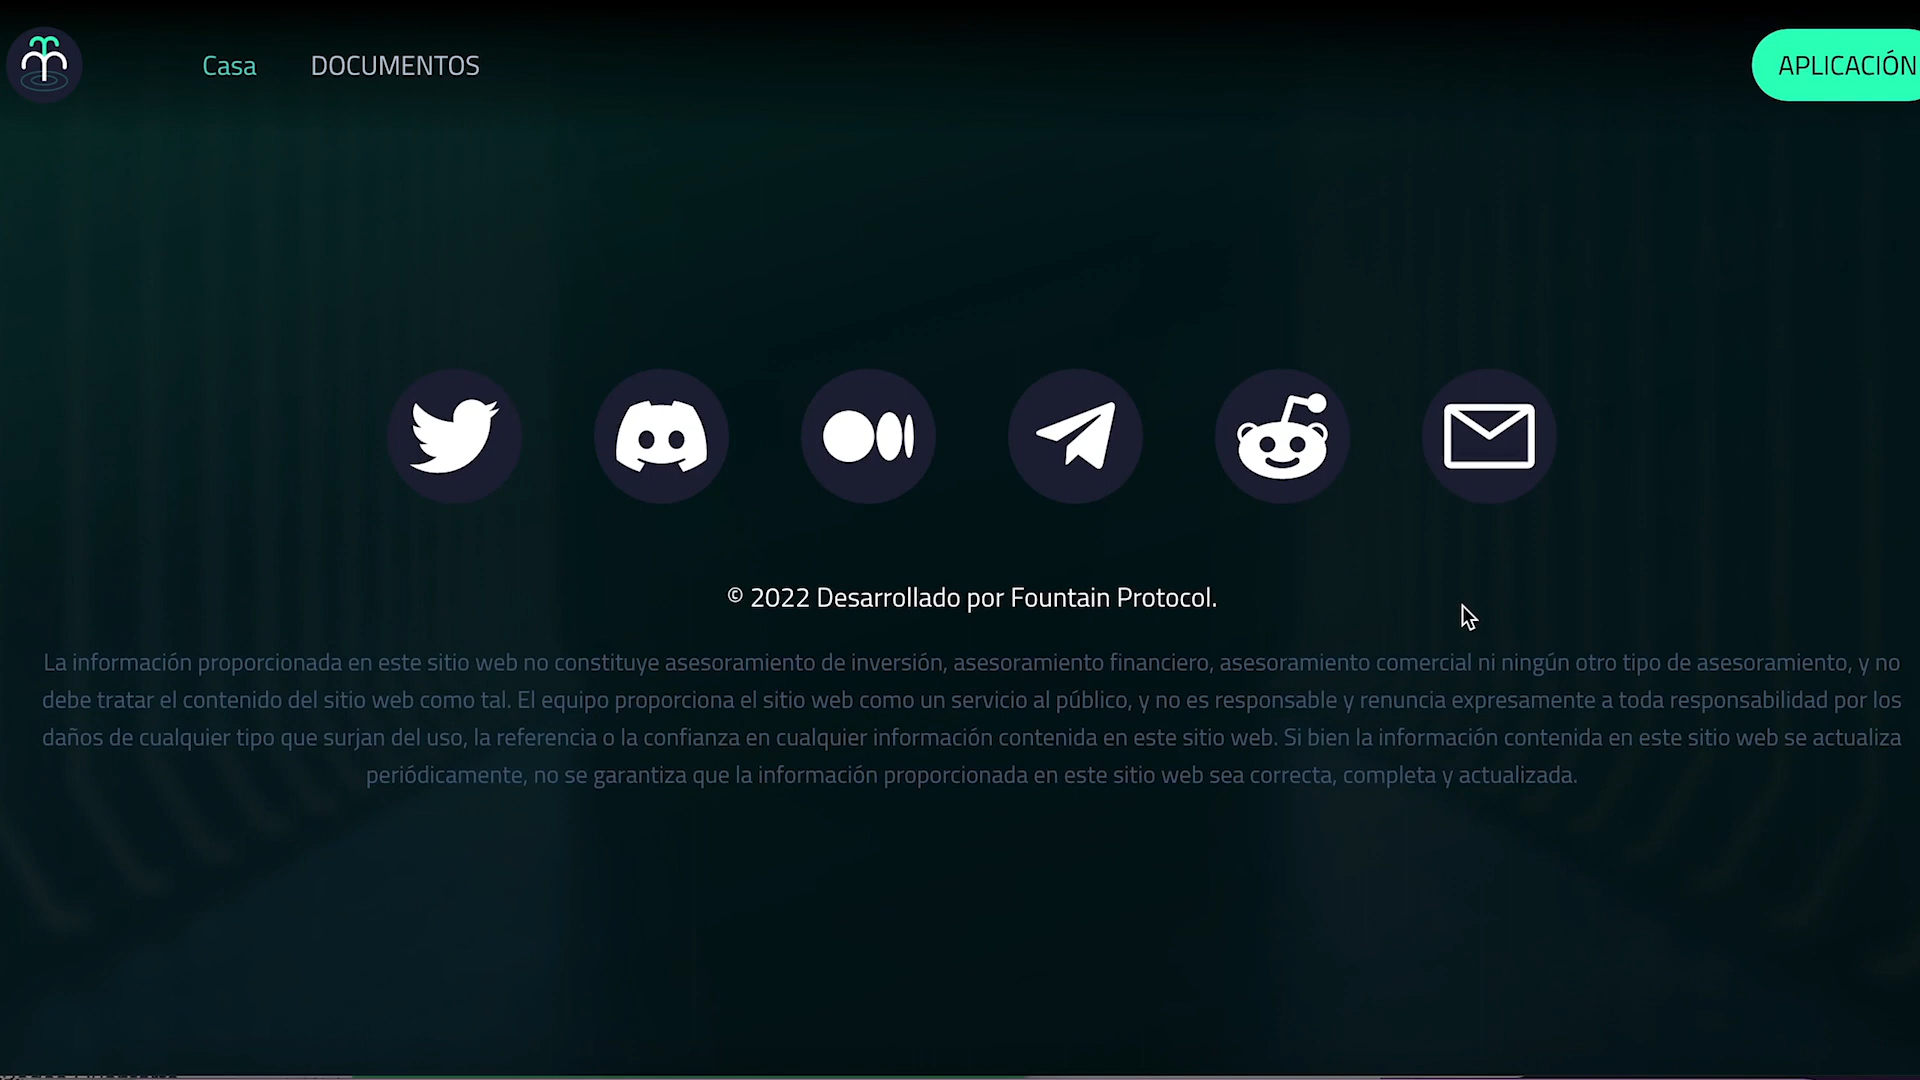 Casa DOCUMENTOS APLICACIÓN
© 2022 Desarrollado por Fountain Protocol.
La información proporcionada en este sitio web no constituye asesoramiento de inversión, asesoramiento financiero, asesoramiento comercial ni ningún otro tipo de asesoramiento, y no
debe tratar el contenido del sitio web como tal. El equipo proporciona el sitio web como un servicio al público, y no es responsable y renuncia expresamente a toda responsabilidad por los
daños de cualquier tipo que surjan del uso, la referencia o la confianza en cualquier información contenida en este sitio web. Si bien la información contenida en este sitio web se actualiza
periódicamente, no se garantiza que la información proporcionada en este sitio web sea correcta, completa y actualizada.